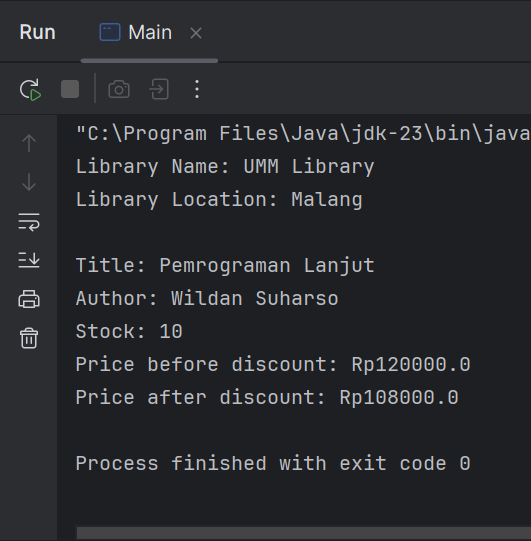 Run Main
"C:\Program Files\Java\jdk-23\bin\java
Library Name: UMM Library
Library Location: Malang
Title: Pemrograman Lanjut
Author: Wildan Suharso
Stock: 10
Price before discount: Rp120000.0
Price after discount: Rp108000.0
Process finished with exit code 0